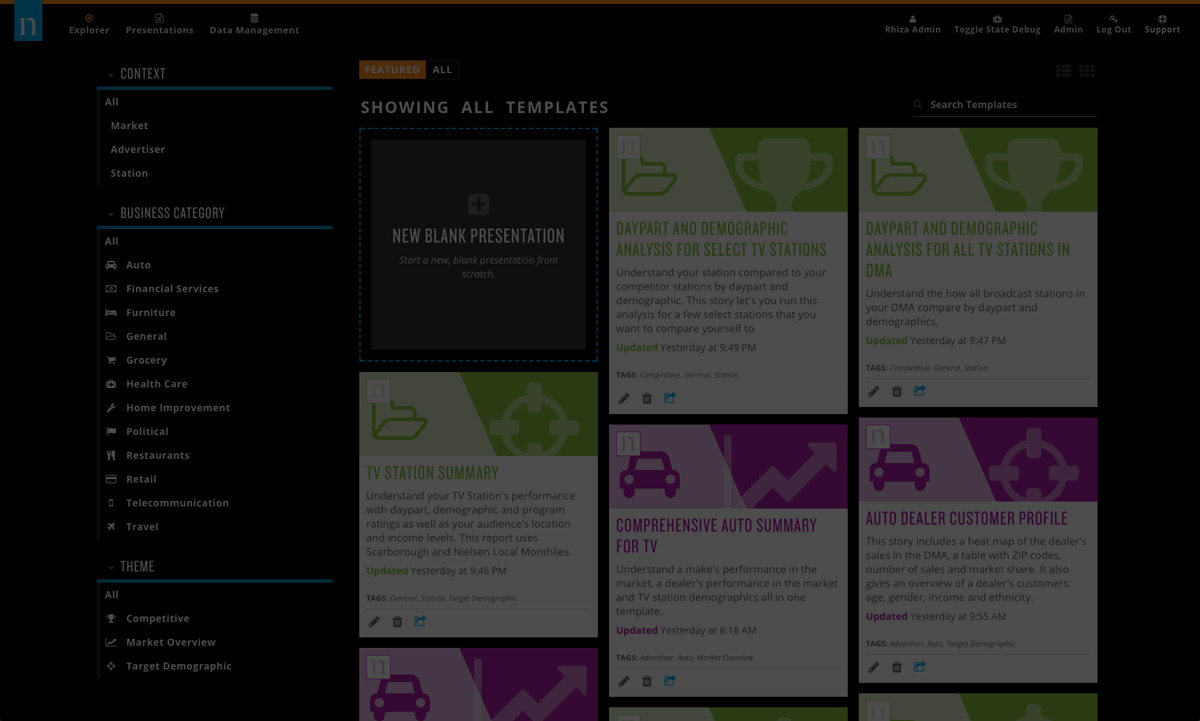 n
Explorer
Presentations
Data Management
Rhiza Admin
Toggle State Debug
Admin
Log Out
Support
CONTEXT
All
Market
Advertiser
Station
BUSINESS CATEGORY
All
Auto
Financial Services
Furniture
General
Grocery
Health Care
Home Improvement
Political
Restaurants
Retail
Telecommunication
Travel
THEME
All
Competitive
Market Overview
Target Demographic
FEATURED ALL
SHOWING ALL TEMPLATES
Search Templates
NEW BLANK PRESENTATION
Start a new, blank presentation from
scratch.
n
DAYPART AND DEMOGRAPHIC
ANALYSIS FOR SELECT TV STATIONS
Understand your station compared to your
competitor stations by daypart and
demographic. This story let's you run this
analysis for a few select stations that you
want to compare yourself to.
Updated Yesterday at 9:49 PM
TAGS: Competitive, General, Station
n
DAYPART AND DEMOGRAPHIC
ANALYSIS FOR ALL TV STATIONS IN
DMA
Understand the how all broadcast stations in
your DMA compare by daypart and
demographics.
Updated Yesterday at 9:47 PM
TAGS: Competitive, General, Station
n
TV STATION SUMMARY
Understand your TV Station's performance
with daypart, demographic and program
ratings as well as your audience's location
and income levels. This report uses
Scarborough and Nielsen Local Monthlies.
Updated Yesterday at 9:46 PM
TAGS: General, Station, Target Demographic
n
COMPREHENSIVE AUTO SUMMARY
FOR TV
Understand a make's performance in the
market, a dealer's performance in the market
and TV station demographics all in one
template.
Updated Yesterday at 8:18 AM
TAGS: Advertiser, Auto, Market Overview
n
AUTO DEALER CUSTOMER PROFILE
This story includes a heat map of the dealer's
sales in the DMA, a table with ZIP codes,
number of sales and market share. It also
gives an overview of a dealer's customers:
age, gender, income and ethnicity.
Updated Yesterday at 9:55 AM
TAGS: Advertiser, Auto, Target Demographic
n
n
n